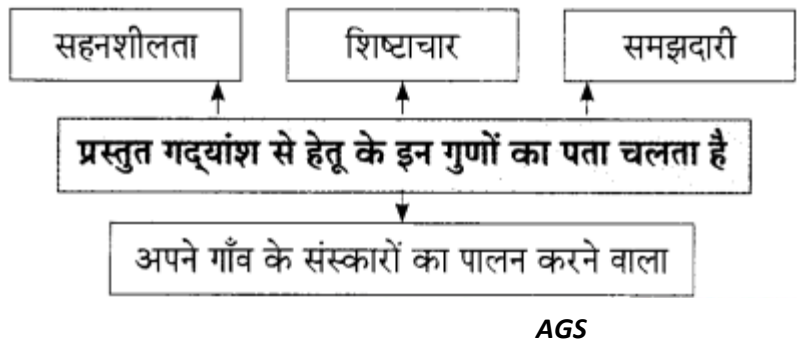 सहनशीलता शिष्टाचार समझदारी
प्रस्तुत गद्‌यांश से हेतू के इन गुणों का पता चलता है
अपने गाँव के संस्कारों का पालन करने वाला
AGS